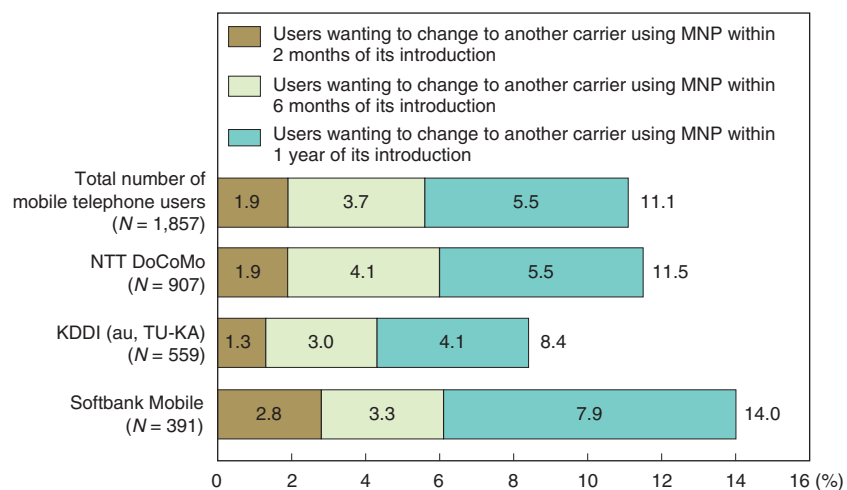 Users wanting to change to another carrier using MNP within
2 months of its introduction
Users wanting to change to another carrier using MNP within
6 months of its introduction
Users wanting to change to another carrier using MNP within
1 year of its introduction
Total number of
mobile telephone users
(N = 1,857)
1.9 3.7 5.5 11.1
NTT DoCoMo
(N = 907)
1.9 4.1 5.5 11.5
KDDI (au, TU-KA)
(N = 559)
1.3 3.0 4.1 8.4
Softbank Mobile
(N = 391)
2.8 3.3 7.9 14.0
0 2 4 6 8 10 12 14 16 (%)